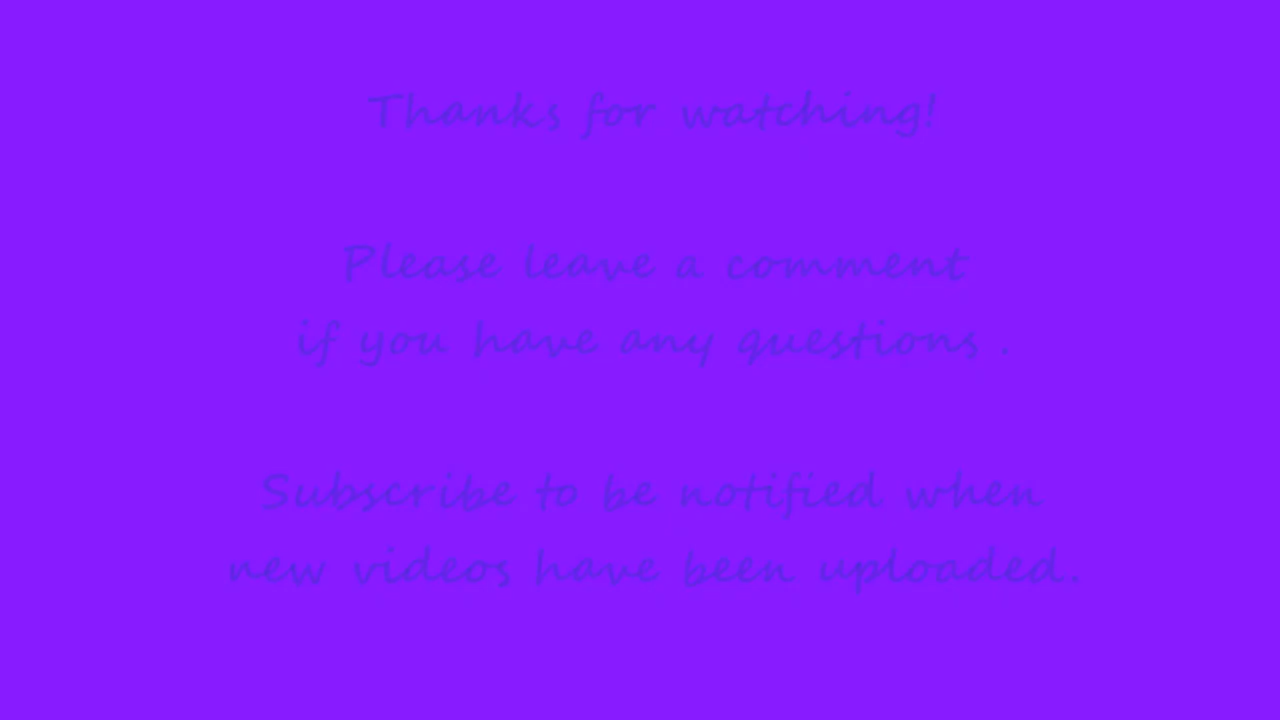 Thanks for watching!
Please leave a comment
if you have any questions .
Subscribe to be notified when
new videos have been uploaded.